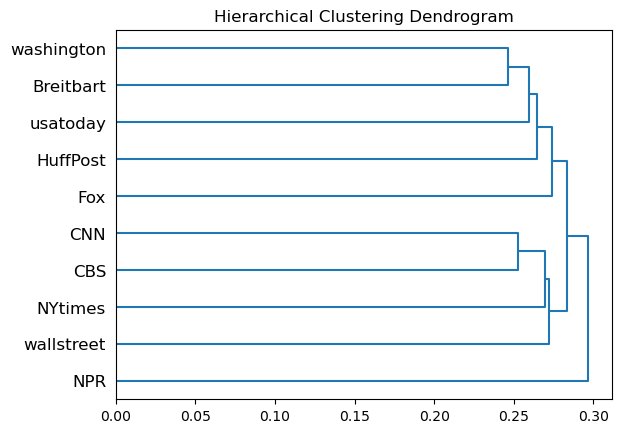 Hierarchical Clustering Dendrogram
washington
Breitbart
usatoday
HuffPost
Fox
CNN
CBS
NYtimes
wallstreet
NPR
0.00 0.05 0.10 0.15 0.20 0.25 0.30